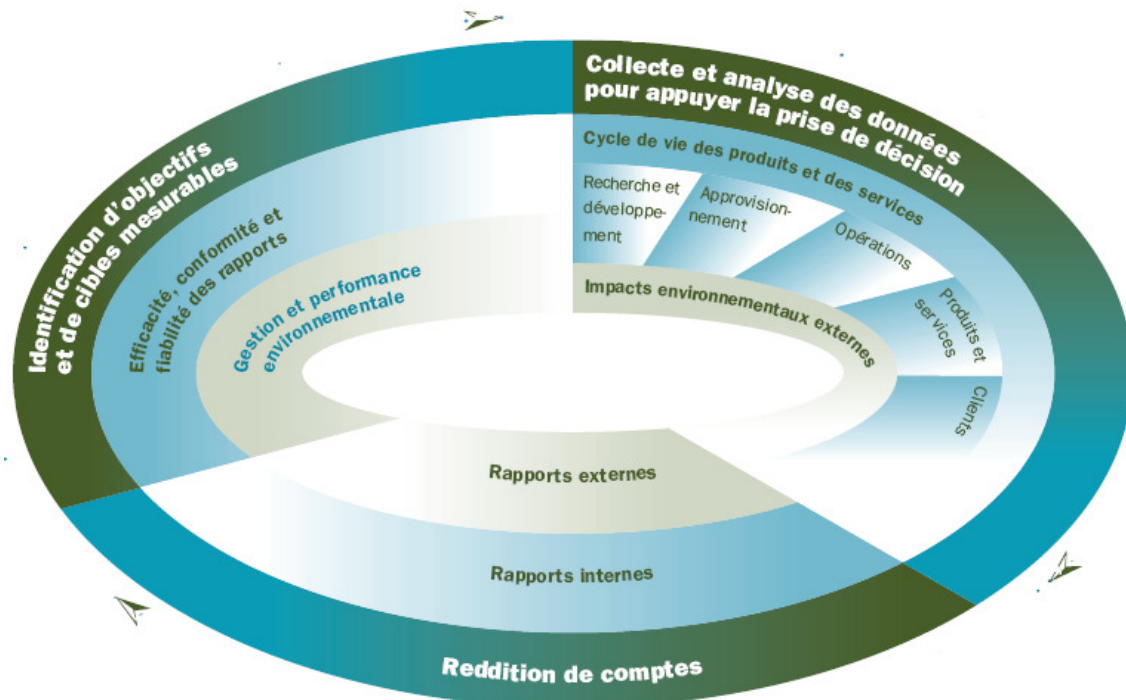 Collecte et analyse des données
pour appuyer la prise de décision
Cycle de vie des produits et des services
Recherche et
développe-
ment
Approvision-
nement
Opérations
Produits et
services
Clients
Impacts environnementaux externes
Identification d'objectifs
et de cibles mesurables
Efficacité, conformité et
fiabilité des rapports
Gestion et performance
environnementale
Rapports externes
Rapports internes
Reddition de comptes